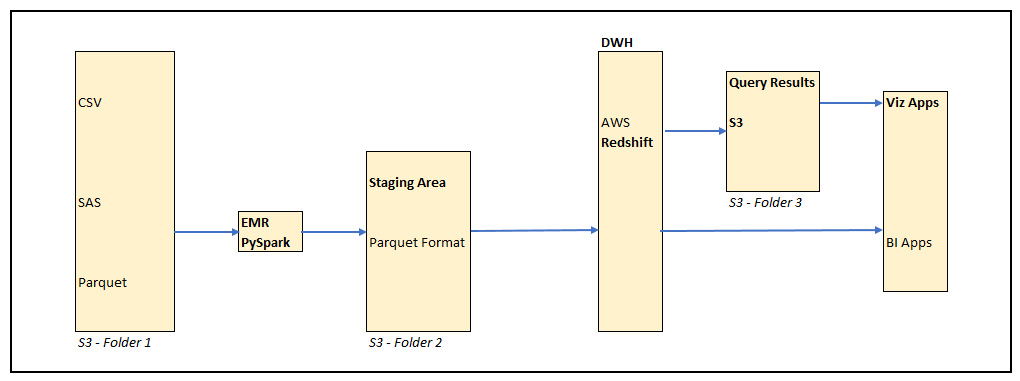 CSV
SAS
Parquet
S3 - Folder 1
EMR
PySpark
Staging Area
Parquet Format
S3 - Folder 2
DWH
AWS
Redshift
Query Results
S3
S3 - Folder 3
Viz Apps
BI Apps